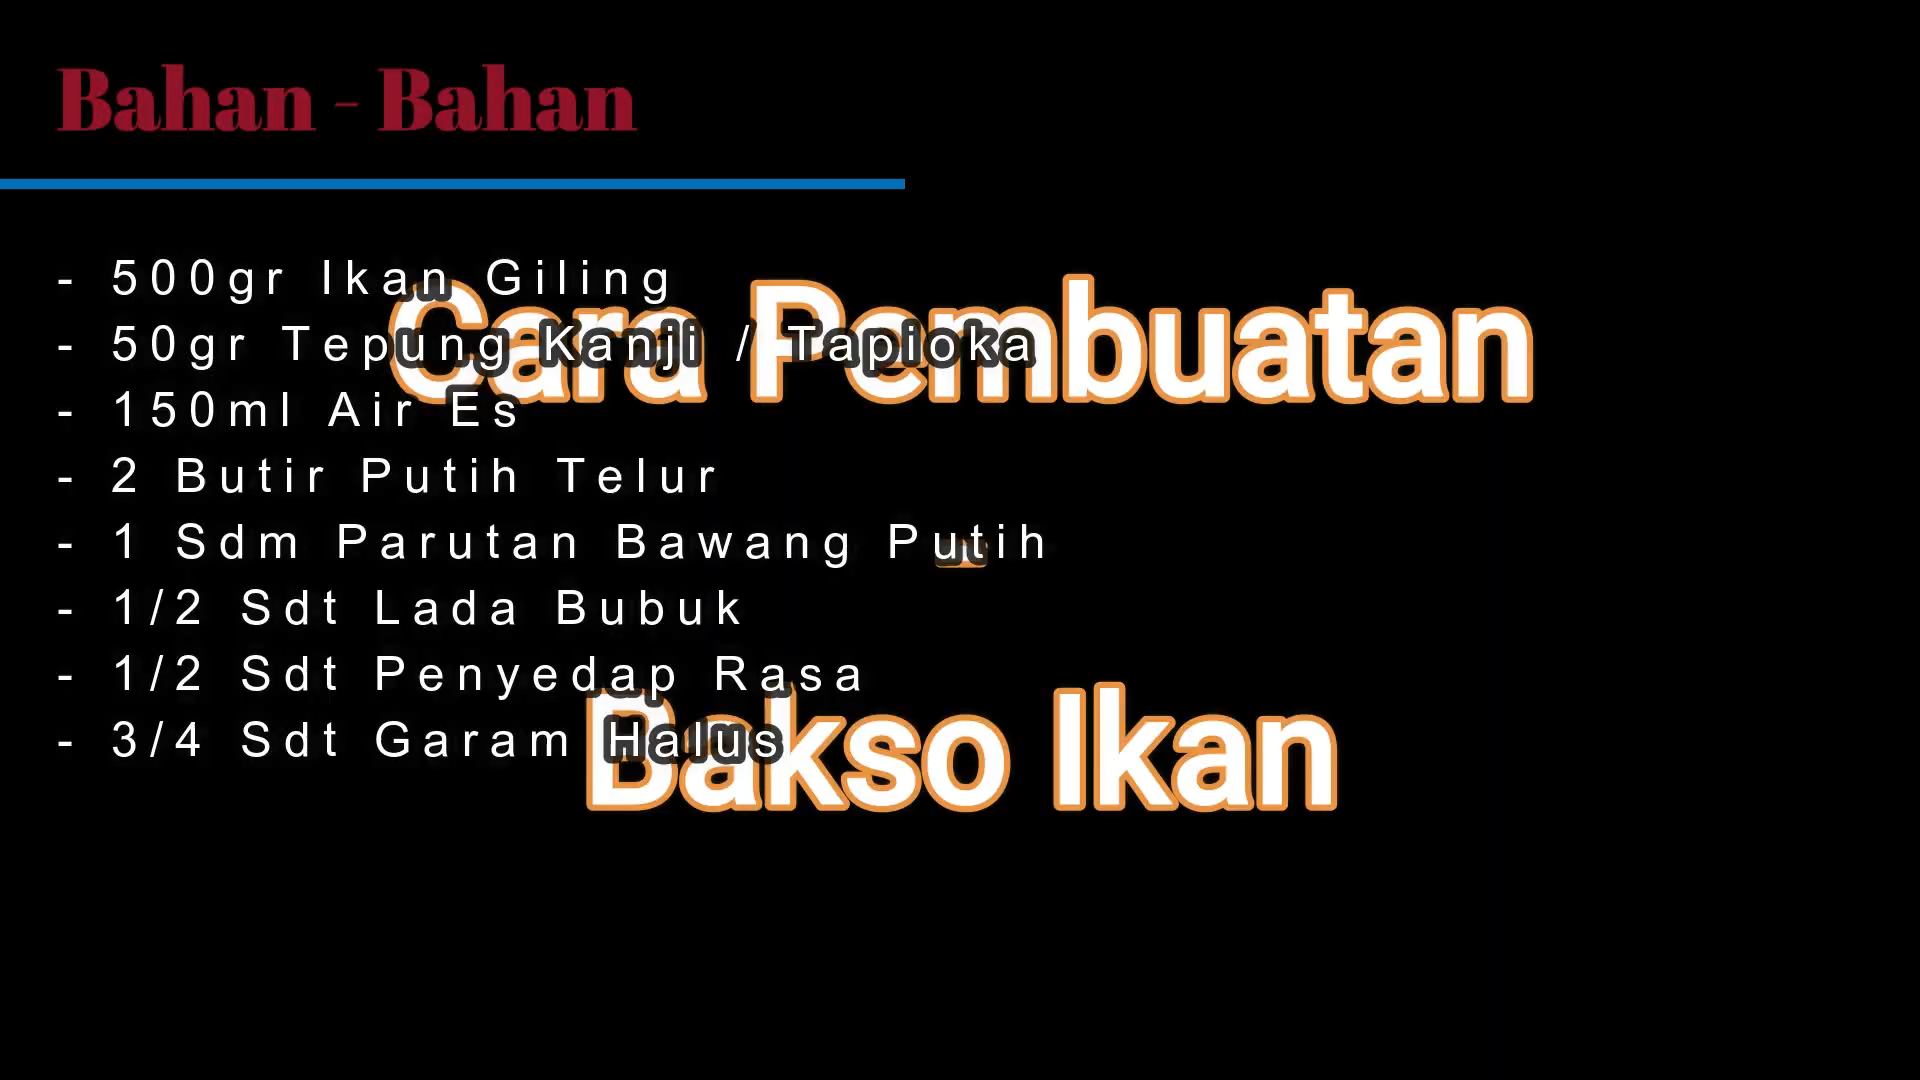 Bahan - Bahan
- 500gr Ikan Giling
- 50gr Tepung Kanji / Tapioka
- 150ml Air Es
- 2 Butir Putih Telur
- 1 Sdm Parutan Bawang Putih
- 1/2 Sdt Lada Bubuk
- 1/2 Sdt Penyedap Rasa
- 3/4 Sdt Garam Halus
Cara Pembuatan
-
Bakso Ikan